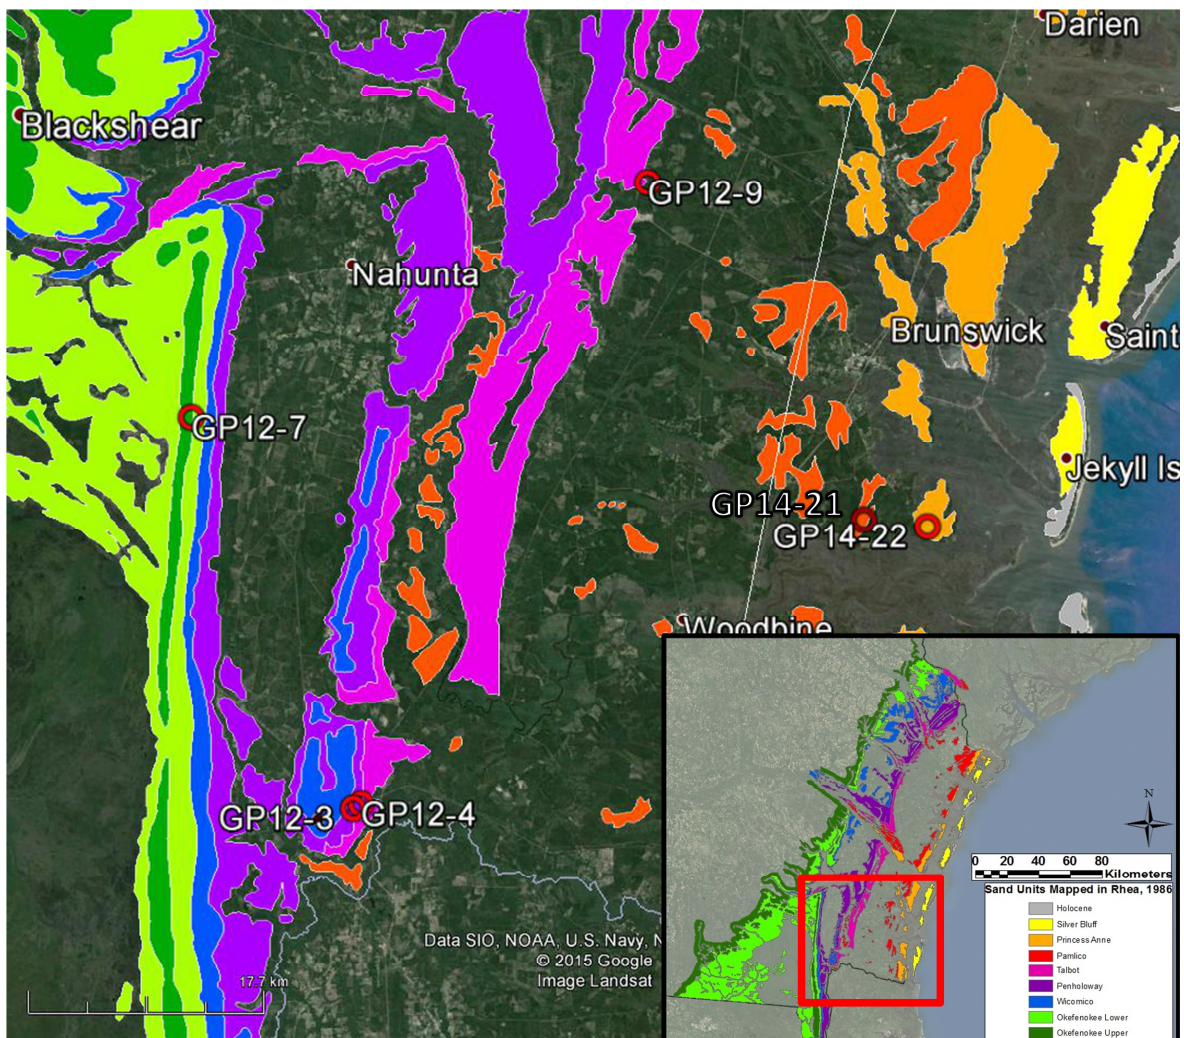 Darien
Blackshear
GP12-9
Nahunta
Brunswick
Saint
GP12-7
Jekyll Is
GP14-21
GP14-22
Woodbine
GP12-3
GP12-4
Data SIO, NOAA, U.S. Navy, N
© 2015 Google
Image Landsat
17.7 km
N
0 20 40 60 80
Kilometers
Sand Units Mapped in Rhea, 1986
Holocene
Silver Bluff
Princess Anne
Pamlico
Talbot
Penholoway
Wicomico
Okefenokee Lower
Okefenokee Upper